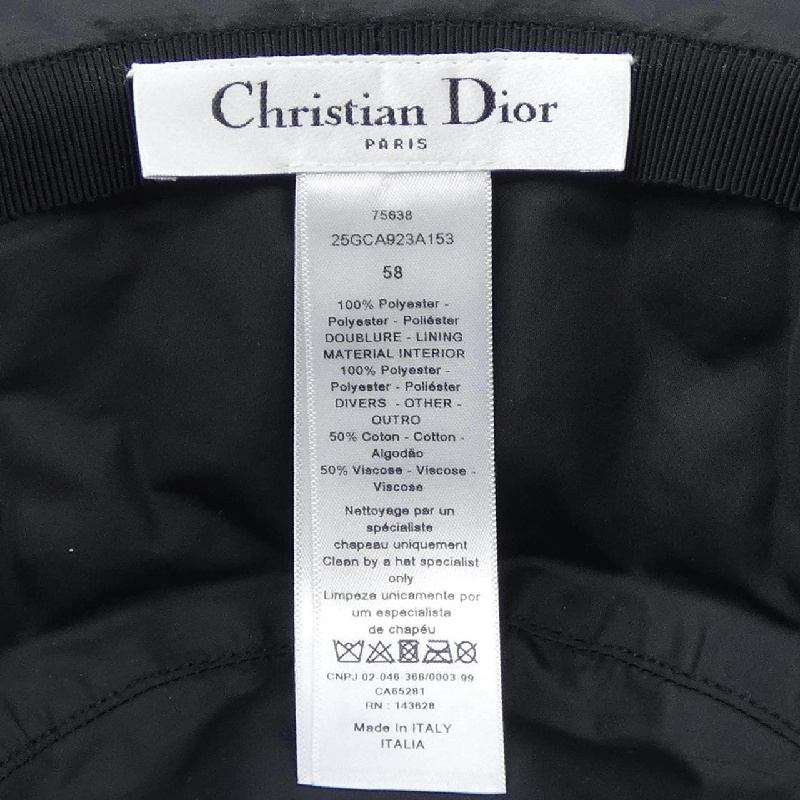 Christian Dior
PARIS
75638
25GCA923A153
58
100% Polyester -
Polyester - Poliéster
DOUBLURE - LINING
MATERIAL INTERIOR
100% Polyester -
Polyester - Poliéster
DIVERS - OTHER -
OUTRO
50% Coton - Cotton -
Algodão
50% Viscose - Viscose -
Viscose
Nettoyage par un
spécialiste
chapeau uniquement
Clean by a hat specialist
only
Limpeza unicamente por
um especialista
de chapéu
CNPJ 02-046-366/0003-99
CA65281
RN : 143628
Made In ITALY
ITALIA